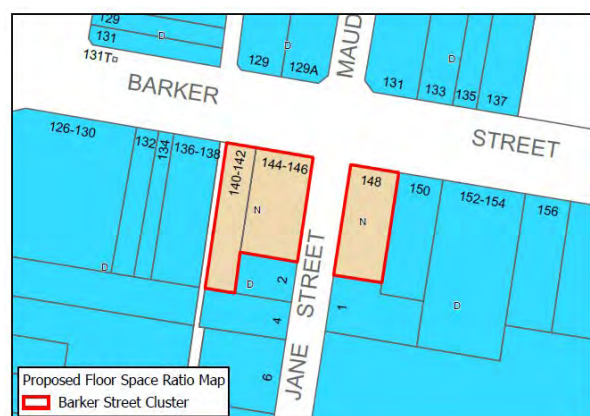 129
131
D
131T
129
D
129A
MAUD
131
133
D
135
137
BARKER
STREET
126-130
132
134
136-138
140-142
144-146
N
148
N
150
152-154
156
D
D
2
4
6
1
D
JANE STREET
Proposed Floor Space Ratio Map
Barker Street Cluster